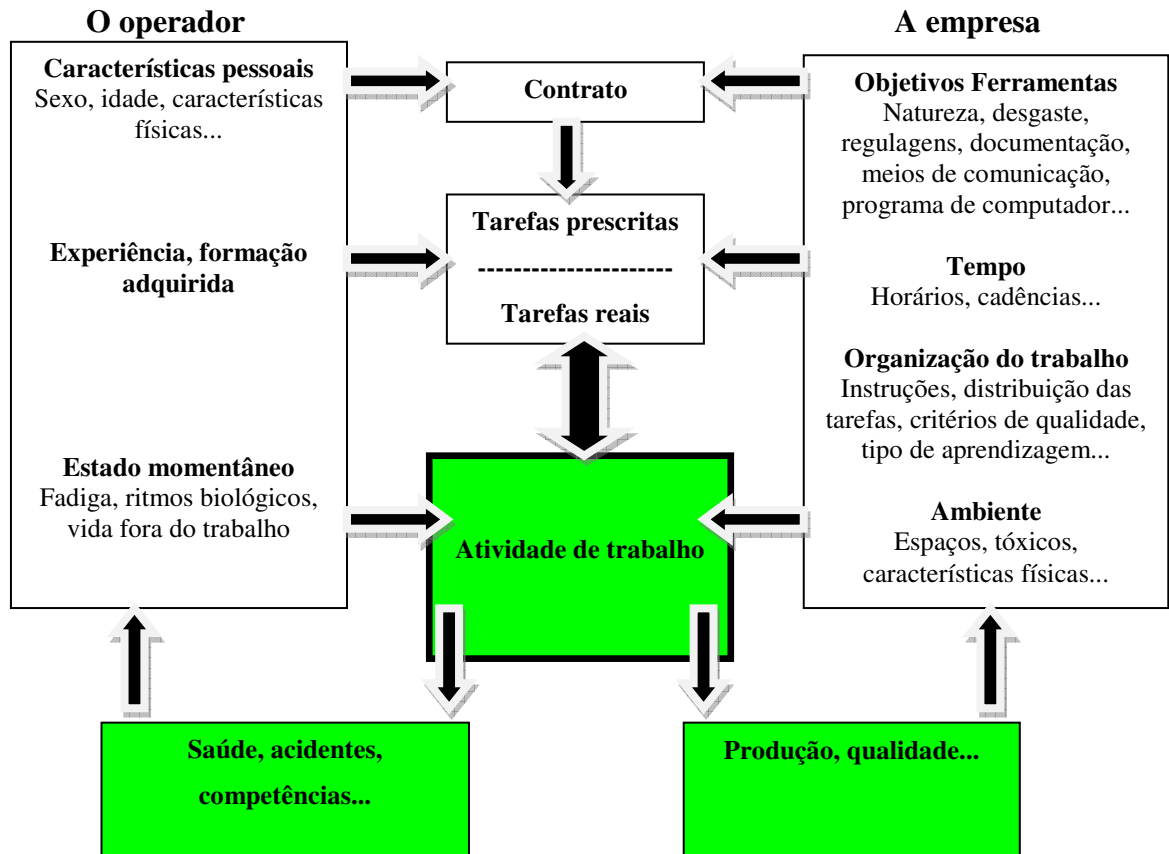 O operador
Características pessoais
Sexo, idade, características
físicas...
Experiência, formação
adquirida
Estado momentâneo
Fadiga, ritmos biológicos,
vida fora do trabalho
Contrato
Tarefas prescritas
----------------------
Tarefas reais
Atividade de trabalho
A empresa
Objetivos Ferramentas
Natureza, desgaste,
regulagens, documentação,
meios de comunicação,
programa de computador...
Tempo
Horários, cadências...
Organização do trabalho
Instruções, distribuição das
tarefas, critérios de qualidade,
tipo de aprendizagem...
Ambiente
Espaços, tóxicos,
características físicas...
Saúde, acidentes,
competências...
Produção, qualidade...